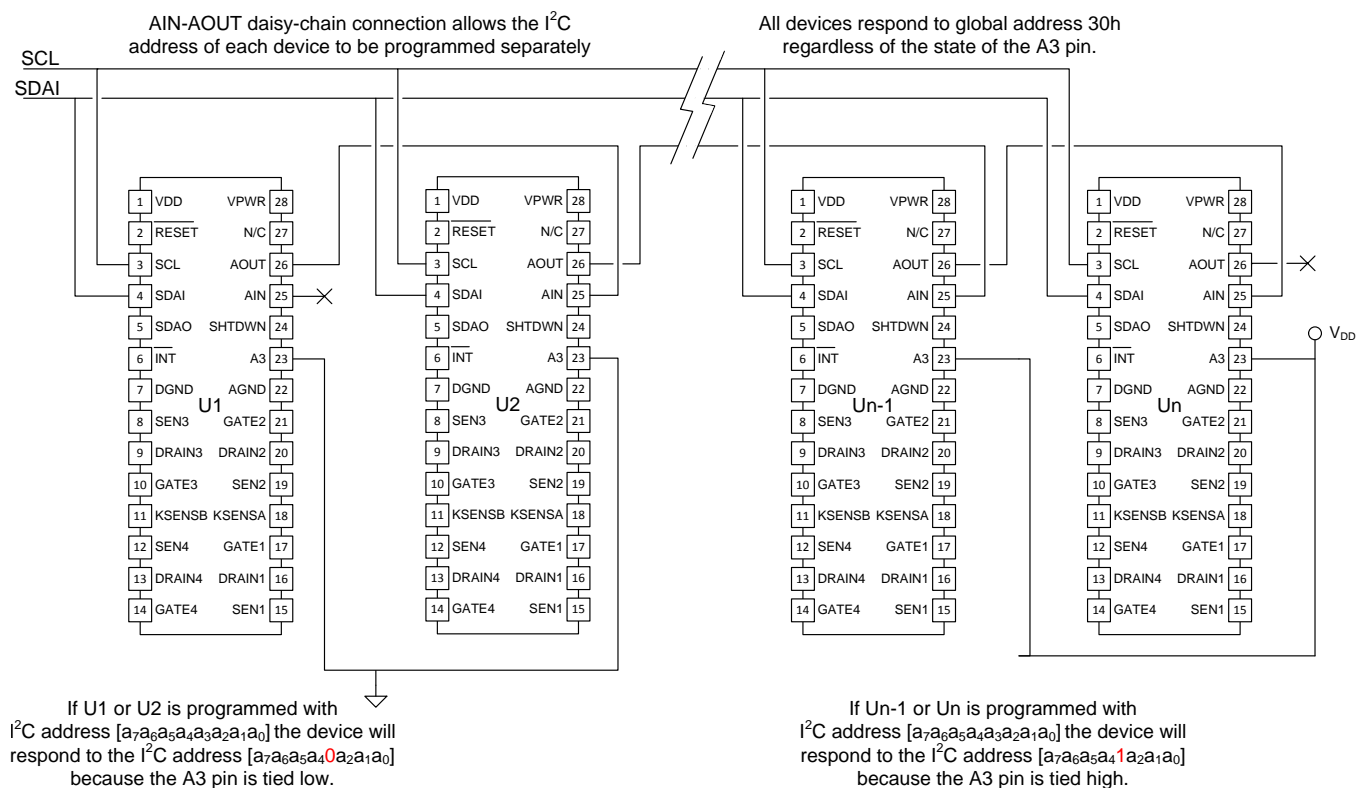 AIN-AOUT daisy-chain connection allows the I²C
address of each device to be programmed separately
All devices respond to global address 30h
regardless of the state of the A3 pin.
SCL
SDAI
1 VDD VPWR 28
2 RESET N/C 27
3 SCL AOUT 26
4 SDAI AIN 25
5 SDAO SHTDWN 24
6 INT A3 23
7 DGND AGND 22
U1
8 SEN3 GATE2 21
9 DRAIN3 DRAIN2 20
10 GATE3 SEN2 19
11 KSENSB KSENSA 18
12 SEN4 GATE1 17
13 DRAIN4 DRAIN1 16
14 GATE4 SEN1 15
1 VDD VPWR 28
2 RESET N/C 27
3 SCL AOUT 26
4 SDAI AIN 25
5 SDAO SHTDWN 24
6 INT A3 23
7 DGND AGND 22
U2
8 SEN3 GATE2 21
9 DRAIN3 DRAIN2 20
10 GATE3 SEN2 19
11 KSENSB KSENSA 18
12 SEN4 GATE1 17
13 DRAIN4 DRAIN1 16
14 GATE4 SEN1 15
1 VDD VPWR 28
2 RESET N/C 27
3 SCL AOUT 26
4 SDAI AIN 25
5 SDAO SHTDWN 24
6 INT A3 23
7 DGND AGND 22
Un-1
8 SEN3 GATE2 21
9 DRAIN3 DRAIN2 20
10 GATE3 SEN2 19
11 KSENSB KSENSA 18
12 SEN4 GATE1 17
13 DRAIN4 DRAIN1 16
14 GATE4 SEN1 15
1 VDD VPWR 28
2 RESET N/C 27
3 SCL AOUT 26
4 SDAI AIN 25
5 SDAO SHTDWN 24
6 INT A3 23
7 DGND AGND 22
Un
8 SEN3 GATE2 21
9 DRAIN3 DRAIN2 20
10 GATE3 SEN2 19
11 KSENSB KSENSA 18
12 SEN4 GATE1 17
13 DRAIN4 DRAIN1 16
14 GATE4 SEN1 15
V_DD
If U1 or U2 is programmed with
I²C address [a₇a₆a₅a₄a₃a₂a₁a₀] the device will
respond to the I²C address [a₇a₆a₅a₄0a₂a₁a₀]
because the A3 pin is tied low.
If Un-1 or Un is programmed with
I²C address [a₇a₆a₅a₄a₃a₂a₁a₀] the device will
respond to the I²C address [a₇a₆a₅a₄1a₂a₁a₀]
because the A3 pin is tied high.